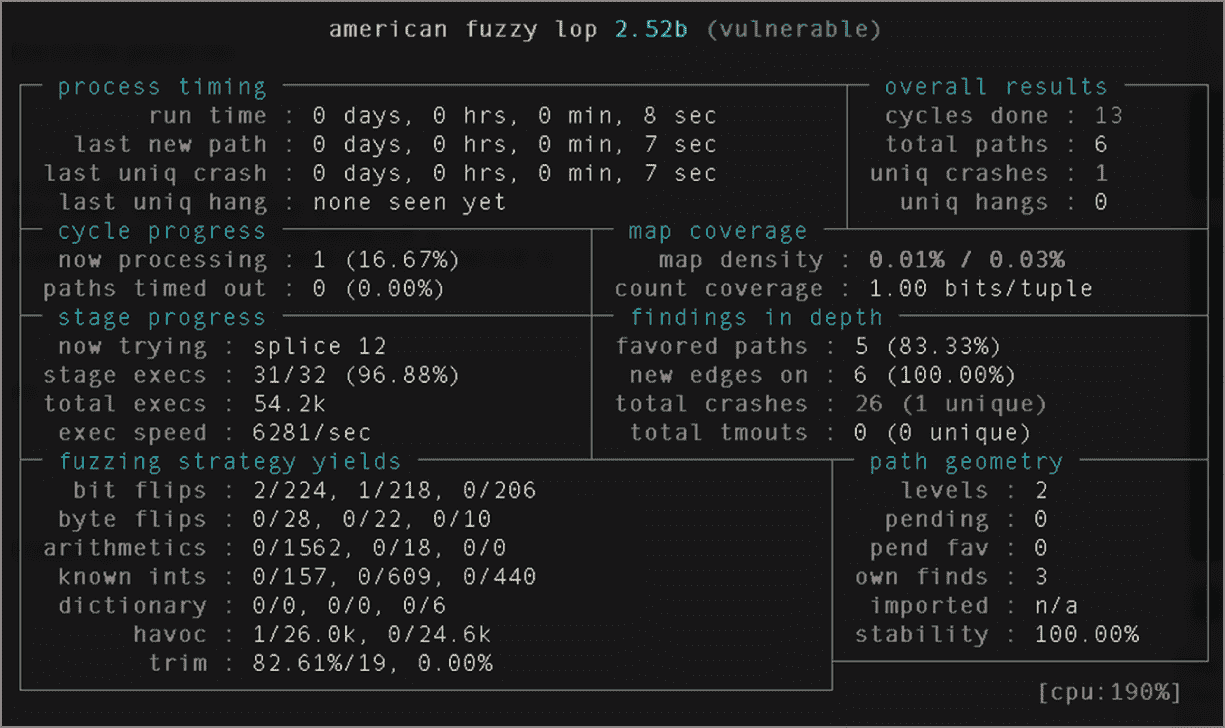 american fuzzy lop 2.52b (vulnerable)
process timing
run time : 0 days, 0 hrs, 0 min, 8 sec
last new path : 0 days, 0 hrs, 0 min, 7 sec
last uniq crash : 0 days, 0 hrs, 0 min, 7 sec
last uniq hang : none seen yet
overall results
cycles done : 13
total paths : 6
uniq crashes : 1
uniq hangs : 0
cycle progress
now processing : 1 (16.67%)
paths timed out : 0 (0.00%)
map coverage
map density : 0.01% / 0.03%
count coverage : 1.00 bits/tuple
stage progress
now trying : splice 12
stage execs : 31/32 (96.88%)
total execs : 54.2k
exec speed : 6281/sec
findings in depth
favored paths : 5 (83.33%)
new edges on : 6 (100.00%)
total crashes : 26 (1 unique)
total tmouts : 0 (0 unique)
fuzzing strategy yields
bit flips : 2/224, 1/218, 0/206
byte flips : 0/28, 0/22, 0/10
arithmetics : 0/1562, 0/18, 0/0
known ints : 0/157, 0/609, 0/440
dictionary : 0/0, 0/0, 0/6
havoc : 1/26.0k, 0/24.6k
trim : 82.61%/19, 0.00%
path geometry
levels : 2
pending : 0
pend fav : 0
own finds : 3
imported : n/a
stability : 100.00%
[cpu:190%]